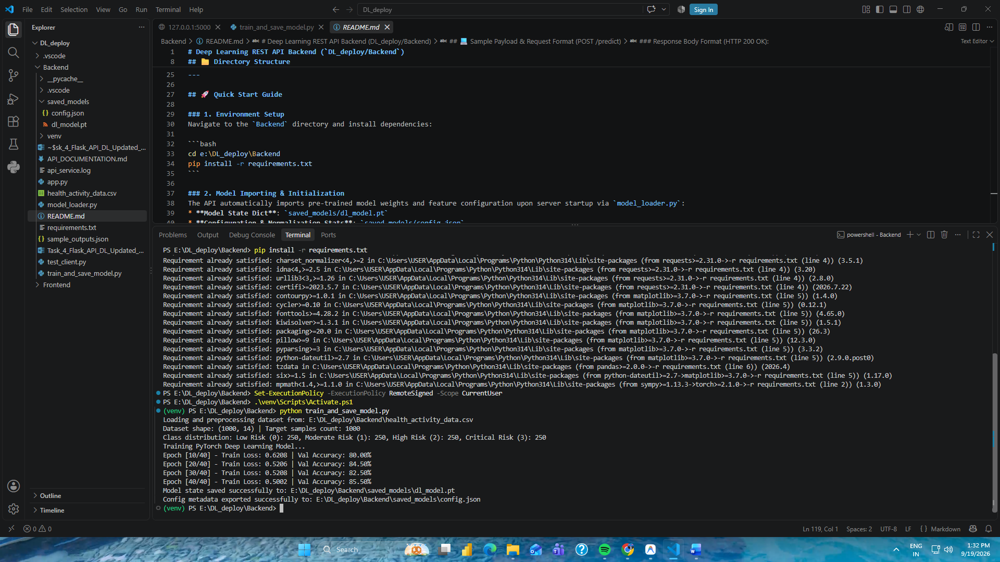 File Edit Selection View Go Run Terminal Help
DL_deploy
Sign In
Explorer
DL_deploy
.vscode
Backend
__pycache__
.vscode
saved_models
config.json
dl_model.pt
venv
~$sk_4_Flask_API_DL_Updated_...
API_DOCUMENTATION.md
api_service.log
app.py
health_activity_data.csv
model_loader.py
README.md
requirements.txt
sample_outputs.json
Task_4_Flask_API_DL_Updated_...
test_client.py
train_and_save_model.py
Frontend
Outline
Timeline
127.0.0.1:5000 train_and_save_model.py README.md
Backend > README.md > abc # Deep Learning REST API Backend (DL_deploy/Backend) > abc ## 💻 Sample Payload & Request Format (POST /predict) > abc ### Response Body Format (HTTP 200 OK):
Text Editor
1 # Deep Learning REST API Backend (`DL_deploy/Backend`)
8 ## 📁 Directory Structure
25 ---
26
27 ## 🚀 Quick Start Guide
28
29 ### 1. Environment Setup
30 Navigate to the `Backend` directory and install dependencies:
31
32 ```bash
33 cd e:\DL_deploy\Backend
34 pip install -r requirements.txt
35 ```
36
37 ### 2. Model Importing & Initialization
38 The API automatically imports pre-trained model weights and feature configuration upon server startup via `model_loader.py`:
39 * **Model State Dict**: `saved_models/dl_model.pt`
40 * **Configuration & Normalization Stats**: `saved_models/config.json`
Problems Output Debug Console Terminal Ports
powershell - Backend
PS E:\DL_deploy\Backend> pip install -r requirements.txt
Requirement already satisfied: charset_normalizer<4,>=2 in C:\Users\USER\AppData\Local\Programs\Python\Python314\Lib\site-packages (from requests>=2.31.0->-r requirements.txt (line 4)) (3.5.1)
Requirement already satisfied: idna<4,>=2.5 in C:\Users\USER\AppData\Local\Programs\Python\Python314\Lib\site-packages (from requests>=2.31.0->-r requirements.txt (line 4)) (3.20)
Requirement already satisfied: urllib3<3,>=1.26 in C:\Users\USER\AppData\Local\Programs\Python\Python314\Lib\site-packages (from requests>=2.31.0->-r requirements.txt (line 4)) (2.8.0)
Requirement already satisfied: certifi>=2023.5.7 in C:\Users\USER\AppData\Local\Programs\Python\Python314\Lib\site-packages (from requests>=2.31.0->-r requirements.txt (line 4)) (2026.7.22)
Requirement already satisfied: contourpy>=1.0.1 in C:\Users\USER\AppData\Local\Programs\Python\Python314\Lib\site-packages (from matplotlib>=3.7.0->-r requirements.txt (line 5)) (1.4.0)
Requirement already satisfied: cycler>=0.10 in C:\Users\USER\AppData\Local\Programs\Python\Python314\Lib\site-packages (from matplotlib>=3.7.0->-r requirements.txt (line 5)) (0.12.1)
Requirement already satisfied: fonttools>=4.28.2 in C:\Users\USER\AppData\Local\Programs\Python\Python314\Lib\site-packages (from matplotlib>=3.7.0->-r requirements.txt (line 5)) (4.65.0)
Requirement already satisfied: kiwisolver>=1.3.1 in C:\Users\USER\AppData\Local\Programs\Python\Python314\Lib\site-packages (from matplotlib>=3.7.0->-r requirements.txt (line 5)) (1.5.1)
Requirement already satisfied: packaging>=20.0 in C:\Users\USER\AppData\Local\Programs\Python\Python314\Lib\site-packages (from matplotlib>=3.7.0->-r requirements.txt (line 5)) (26.3)
Requirement already satisfied: pillow>=9 in C:\Users\USER\AppData\Local\Programs\Python\Python314\Lib\site-packages (from matplotlib>=3.7.0->-r requirements.txt (line 5)) (12.3.0)
Requirement already satisfied: pyparsing>=3 in C:\Users\USER\AppData\Local\Programs\Python\Python314\Lib\site-packages (from matplotlib>=3.7.0->-r requirements.txt (line 5)) (3.3.2)
Requirement already satisfied: python-dateutil>=2.7 in C:\Users\USER\AppData\Local\Programs\Python\Python314\Lib\site-packages (from matplotlib>=3.7.0->-r requirements.txt (line 5)) (2.9.0.post0)
Requirement already satisfied: tzdata in C:\Users\USER\AppData\Local\Programs\Python\Python314\Lib\site-packages (from pandas>=2.0.0->-r requirements.txt (line 6)) (2026.4)
Requirement already satisfied: six>=1.5 in C:\Users\USER\AppData\Local\Programs\Python\Python314\Lib\site-packages (from python-dateutil>=2.7->matplotlib>=3.7.0->-r requirements.txt (line 5)) (1.17.0)
Requirement already satisfied: mpmath<1.4,>=1.1.0 in C:\Users\USER\AppData\Local\Programs\Python\Python314\Lib\site-packages (from sympy>=1.13.3->torch>=2.1.0->-r requirements.txt (line 2)) (1.3.0)
PS E:\DL_deploy\Backend> Set-ExecutionPolicy -ExecutionPolicy RemoteSigned -Scope CurrentUser
PS E:\DL_deploy\Backend> .\venv\Scripts\Activate.ps1
(venv) PS E:\DL_deploy\Backend> python train_and_save_model.py
Loading and preprocessing dataset from: E:\DL_deploy\Backend\health_activity_data.csv
Dataset shape: (1000, 14) | Target samples count: 1000
Class distribution: Low Risk (0): 250, Moderate Risk (1): 250, High Risk (2): 250, Critical Risk (3): 250
Training PyTorch Deep Learning Model...
Epoch [10/40] - Train Loss: 0.6208 | Val Accuracy: 80.00%
Epoch [20/40] - Train Loss: 0.5206 | Val Accuracy: 84.50%
Epoch [30/40] - Train Loss: 0.5208 | Val Accuracy: 82.50%
Epoch [40/40] - Train Loss: 0.5002 | Val Accuracy: 85.50%
Model state saved successfully to: E:\DL_deploy\Backend\saved_models\dl_model.pt
Config metadata exported successfully to: E:\DL_deploy\Backend\saved_models\config.json
(venv) PS E:\DL_deploy\Backend>
0 0
Ln 119, Col 1 Spaces: 2 UTF-8 LF {} Markdown
Search
ENG
IN
1:32 PM
9/19/2026